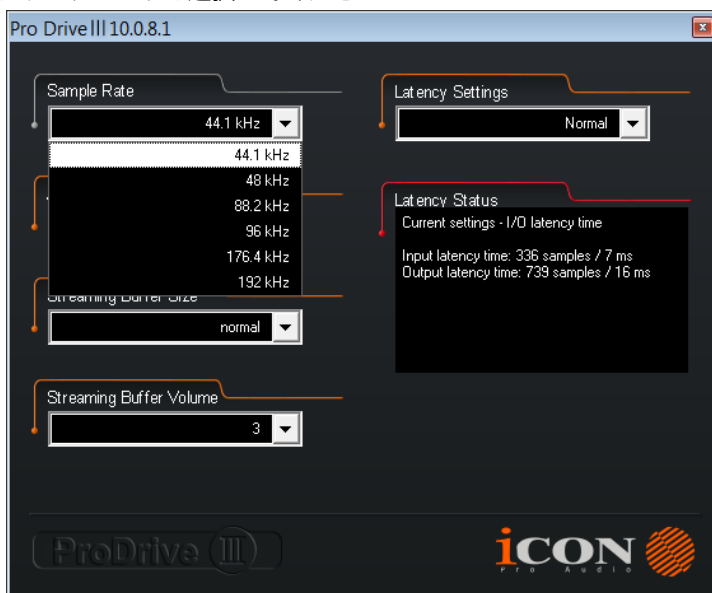 Pro Drive III 10.0.8.1
Sample Rate
44.1 kHz
44.1 kHz
48 kHz
88.2 kHz
96 kHz
176.4 kHz
192 kHz
Streaming Buffer Size
normal
Streaming Buffer Volume
3
Latency Settings
Normal
Latency Status
Current settings - I/O latency time
Input latency time: 336 samples / 7 ms
Output latency time: 739 samples / 16 ms
ProDrive III
iCON
Pro Audio